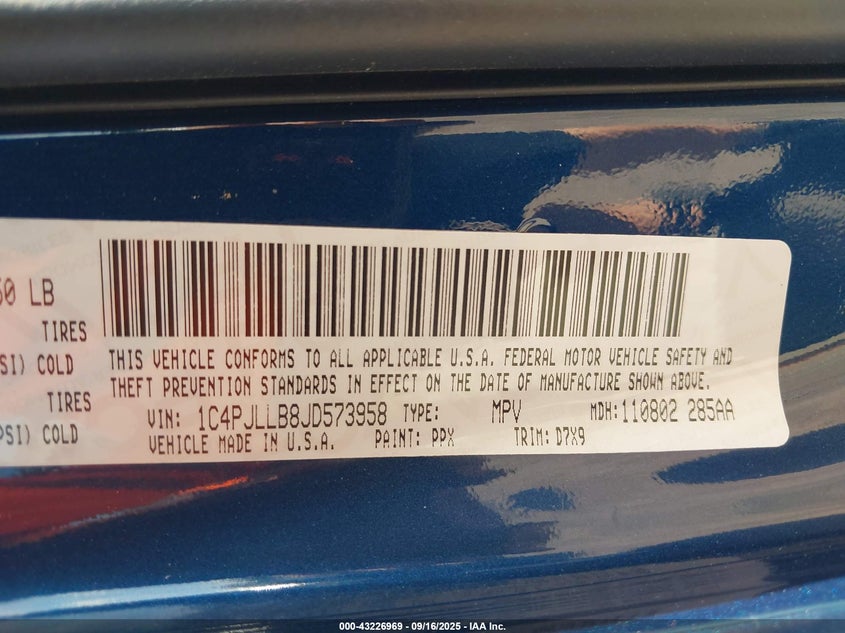 50 LB
TIRES
SI) COLD
TIRES
PSI) COLD
THIS VEHICLE CONFORMS TO ALL APPLICABLE U.S.A. FEDERAL MOTOR VEHICLE SAFETY AND
THEFT PREVENTION STANDARDS IN EFFECT ON THE DATE OF MANUFACTURE SHOWN ABOVE.
VIN: 1C4PJLLB8JD573958 TYPE: MPV MDH: 110802 285AA
VEHICLE MADE IN U.S.A. PAINT: PPX TRIM: D7X9
000-43226969 - 09/16/2025 - IAA Inc.